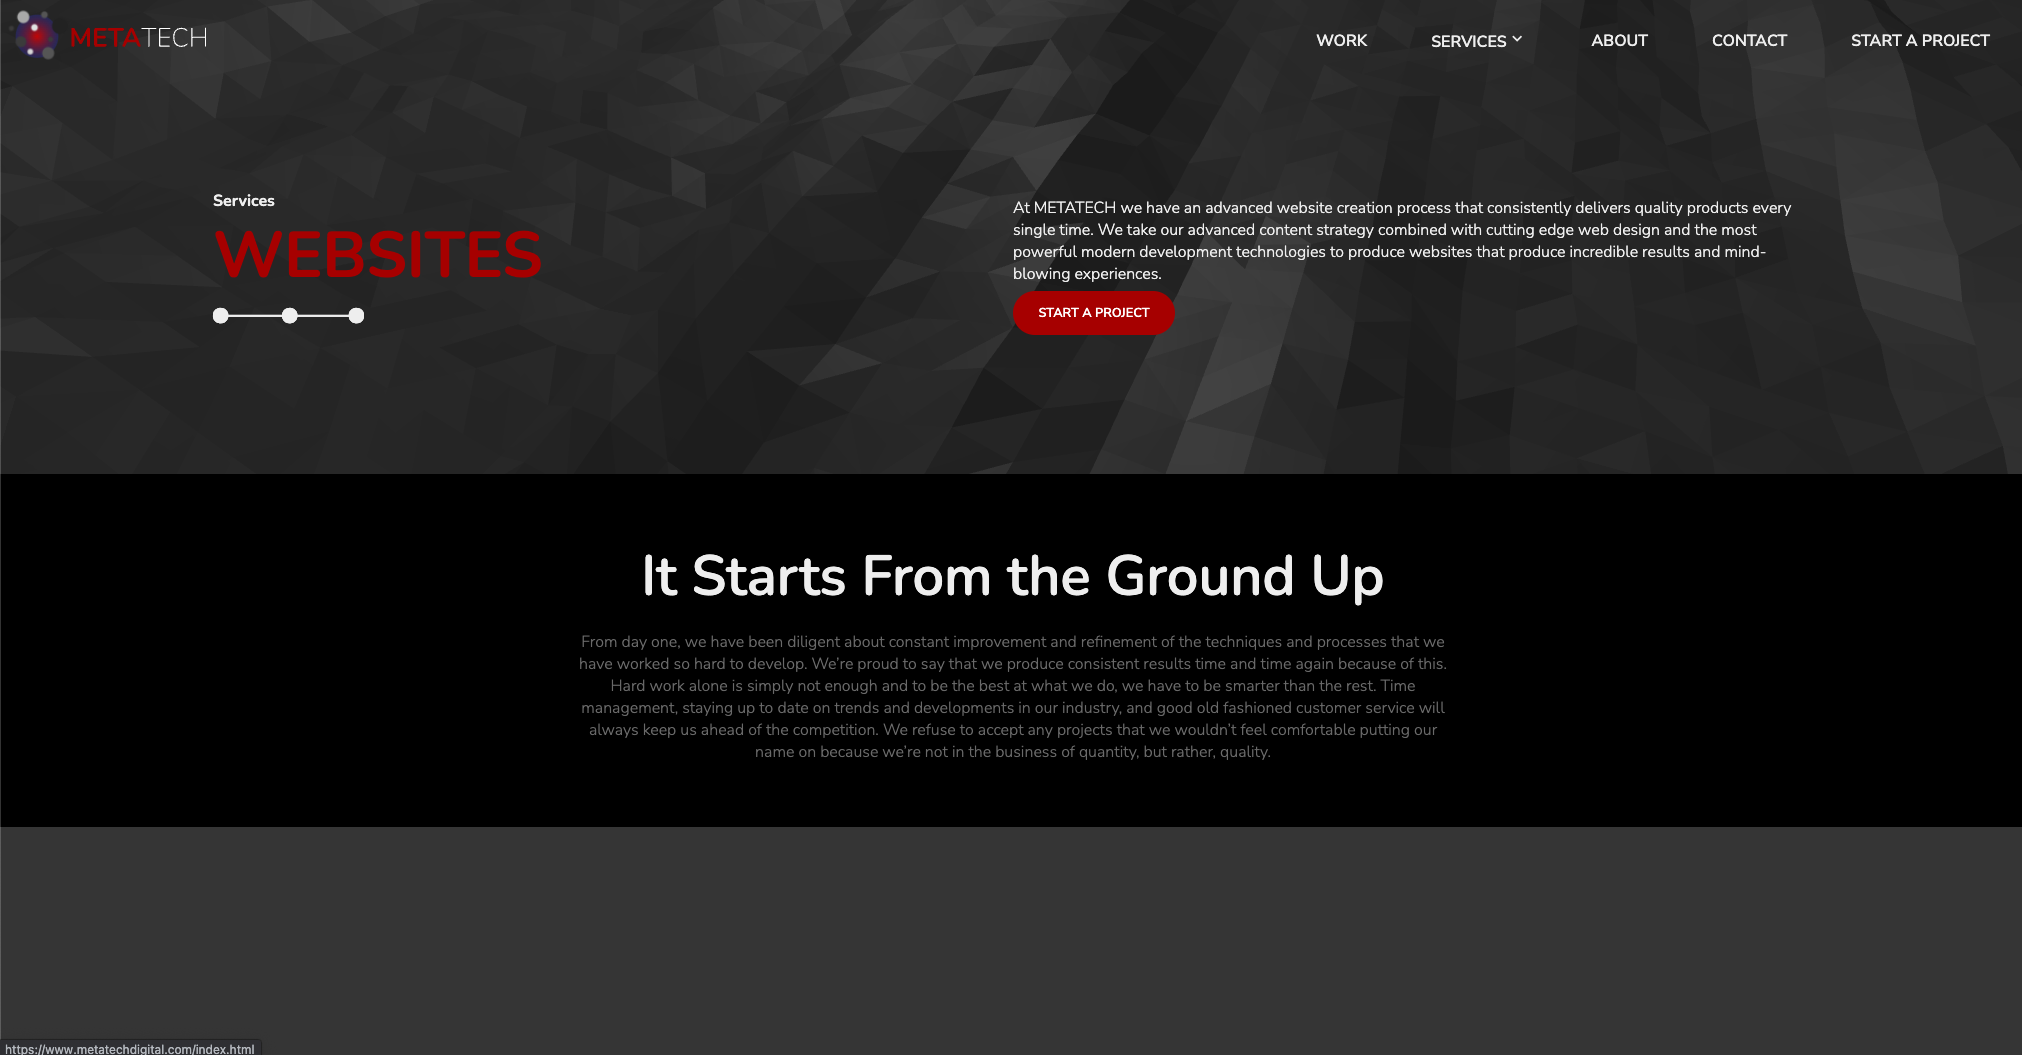 METATECH
WORK
SERVICES
ABOUT
CONTACT
START A PROJECT
Services
WEBSITES
At METATECH we have an advanced website creation process that consistently delivers quality products every
single time. We take our advanced content strategy combined with cutting edge web design and the most
powerful modern development technologies to produce websites that produce incredible results and mind-
blowing experiences.
START A PROJECT
It Starts From the Ground Up
From day one, we have been diligent about constant improvement and refinement of the techniques and processes that we
have worked so hard to develop. We’re proud to say that we produce consistent results time and time again because of this.
Hard work alone is simply not enough and to be the best at what we do, we have to be smarter than the rest. Time
management, staying up to date on trends and developments in our industry, and good old fashioned customer service will
always keep us ahead of the competition. We refuse to accept any projects that we wouldn’t feel comfortable putting our
name on because we’re not in the business of quantity, but rather, quality.
https://www.metatechdigital.com/index.html